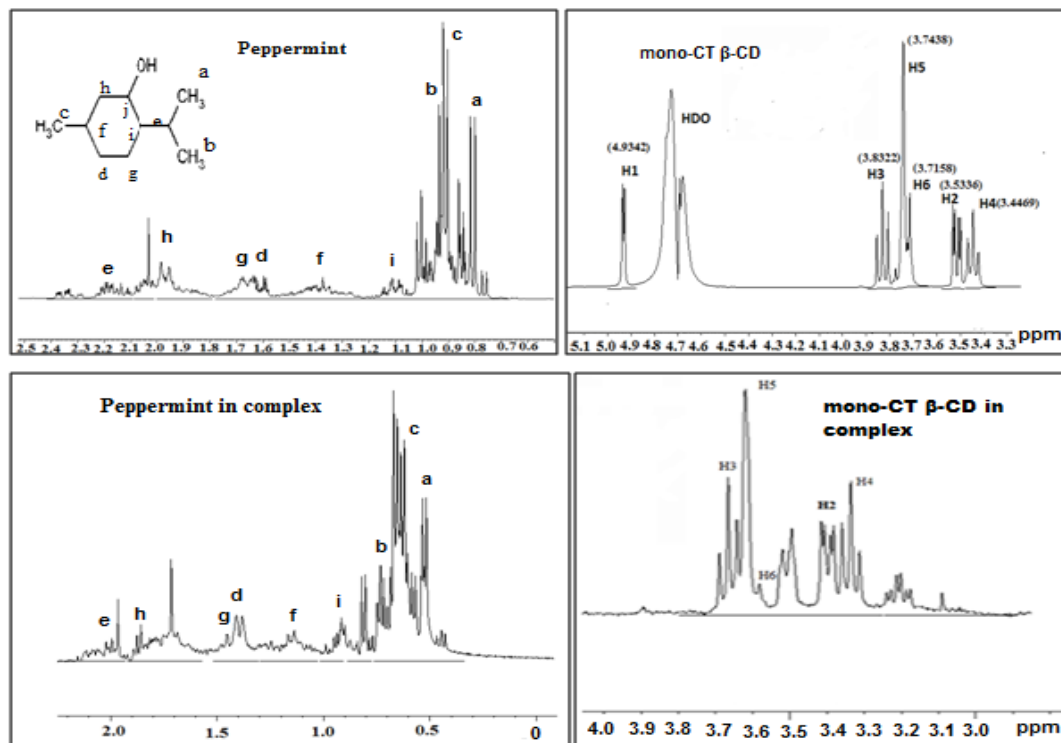 Peppermint
OH
a
h
CH₃
c
j
H₃C
f
i
e
b
CH₃
d
g
c
b
a
h
e
g
d
f
i
2.5 2.4 2.3 2.2 2.1 2.0 1.9 1.8 1.7 1.6 1.5 1.4 1.3 1.2 1.1 1.0 0.9 0.8 0.7 0.6
mono-CT β-CD
(3.7438)
H5
HDO
(4.9342)
H1
(3.8322)
H3
(3.7158)
H6
(3.5336)
H2
H4(3.4469)
5.1 5.0 4.9 4.8 4.7 4.6 4.5 4.4 4.3 4.2 4.1 4.0 3.9 3.8 3.7 3.6 3.5 3.4 3.3
ppm
Peppermint in complex
c
a
b
d
g
f
i
e
h
2.0 1.5 1.0 0.5 0
H5
mono-CT β-CD in
complex
H3
H4
H2
H6
4.0 3.9 3.8 3.7 3.6 3.5 3.4 3.3 3.2 3.1 3.0
ppm